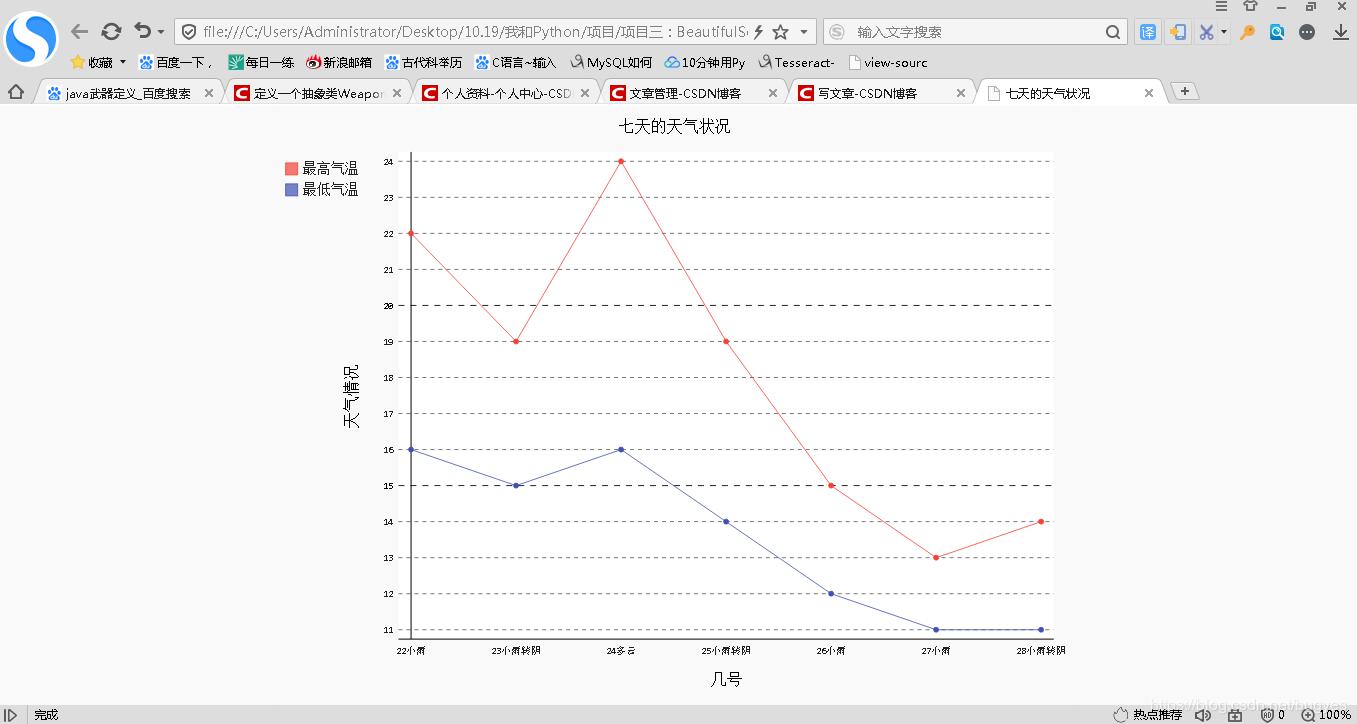 file:///C:/Users/Administrator/Desktop/10.19/我和Python/项目/项目三：BeautifulS
输入文字搜索
译
收藏 百度一下， 每日一练 新浪邮箱 古代科举历 C语言~输入 MySQL如何 10分钟用Py Tesseract- view-sourc
java武器定义_百度搜索 定义一个抽象类Weapon 个人资料-个人中心-CSD 文章管理-CSDN博客 写文章-CSDN博客 七天的天气状况
七天的天气状况
最高气温
最低气温
24
23
22
21
20
19
18
17
16
15
14
13
12
11
天气情况
22小雨 23小雨转阴 24多云 25小雨转阴 26小雨 27小雨 28小雨转阴
几号
完成 热点推荐 0 100%